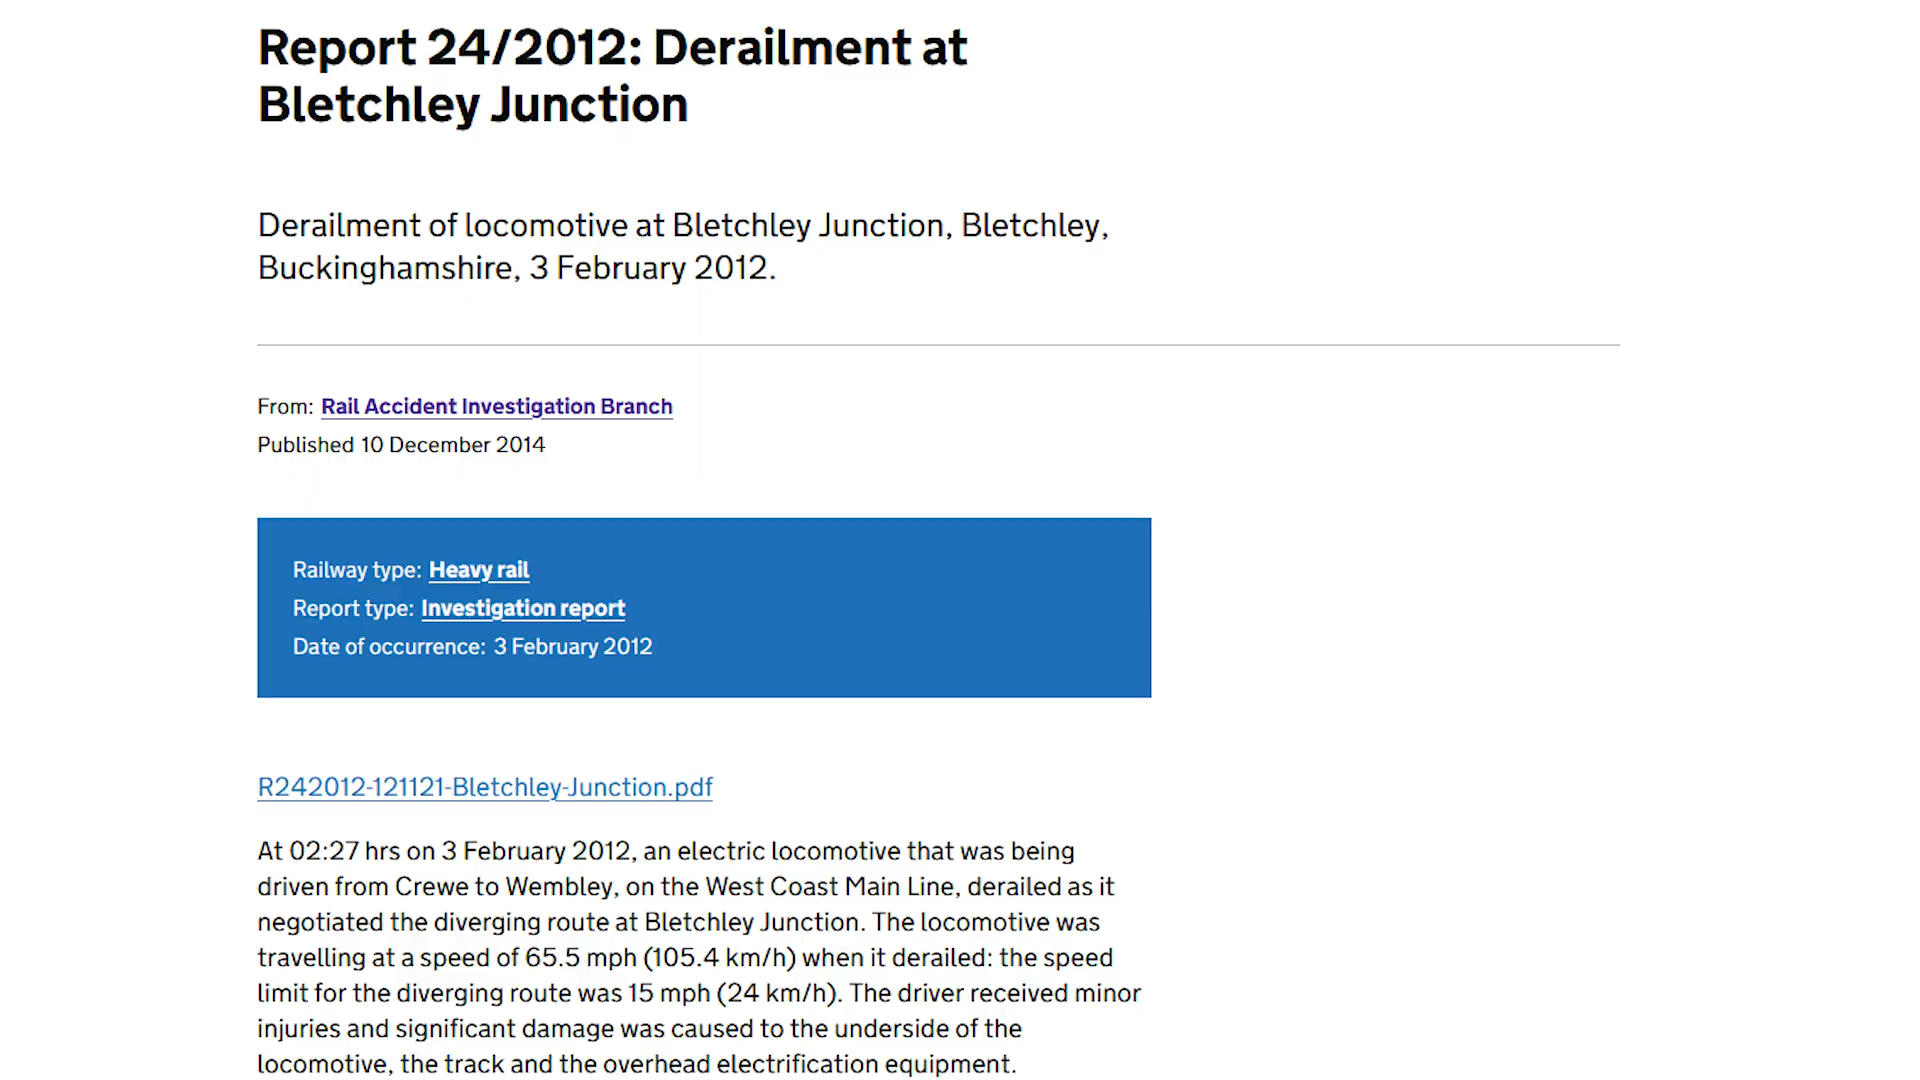 Report 24/2012: Derailment at
Bletchley Junction
Derailment of locomotive at Bletchley Junction, Bletchley,
Buckinghamshire, 3 February 2012.
From: Rail Accident Investigation Branch
Published 10 December 2014
Railway type: Heavy rail
Report type: Investigation report
Date of occurrence: 3 February 2012
R242012-121121-Bletchley-Junction.pdf
At 02:27 hrs on 3 February 2012, an electric locomotive that was being
driven from Crewe to Wembley, on the West Coast Main Line, derailed as it
negotiated the diverging route at Bletchley Junction. The locomotive was
travelling at a speed of 65.5 mph (105.4 km/h) when it derailed: the speed
limit for the diverging route was 15 mph (24 km/h). The driver received minor
injuries and significant damage was caused to the underside of the
locomotive, the track and the overhead electrification equipment.